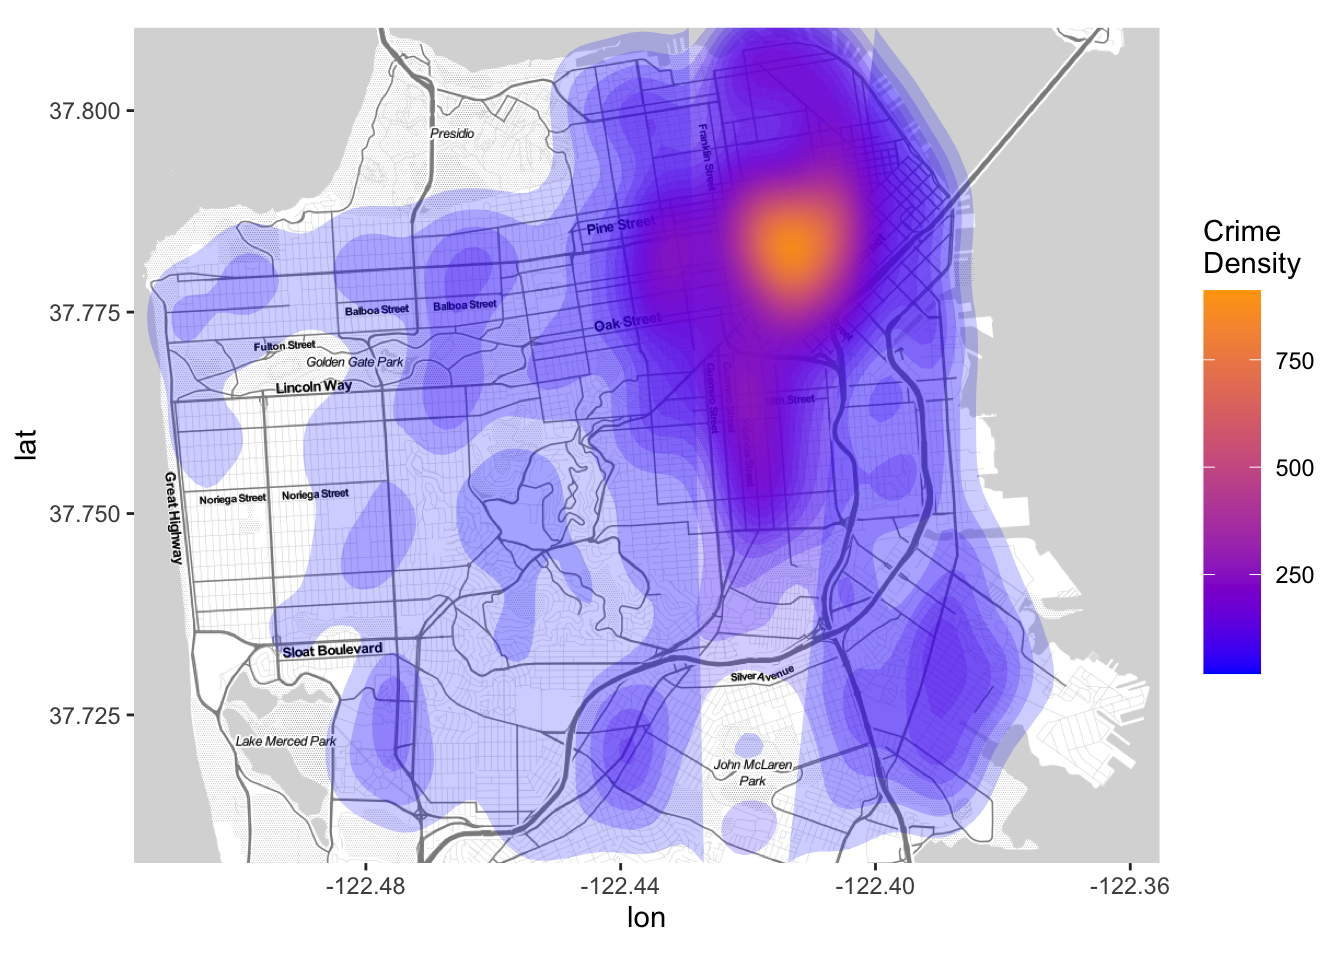 37.800
37.775
37.750
37.725
lat
-122.48
-122.44
-122.40
-122.36
lon
Crime
Density
750
500
250
Presidio
Franklin Street
Pine Street
Balboa Street
Balboa Street
Oak Street
Fulton Street
Golden Gate Park
Lincoln Way
16th Street
Guerrero Street
Great Highway
Noriega Street
Noriega Street
Sloat Boulevard
Silver Avenue
Lake Merced Park
John McLaren
Park